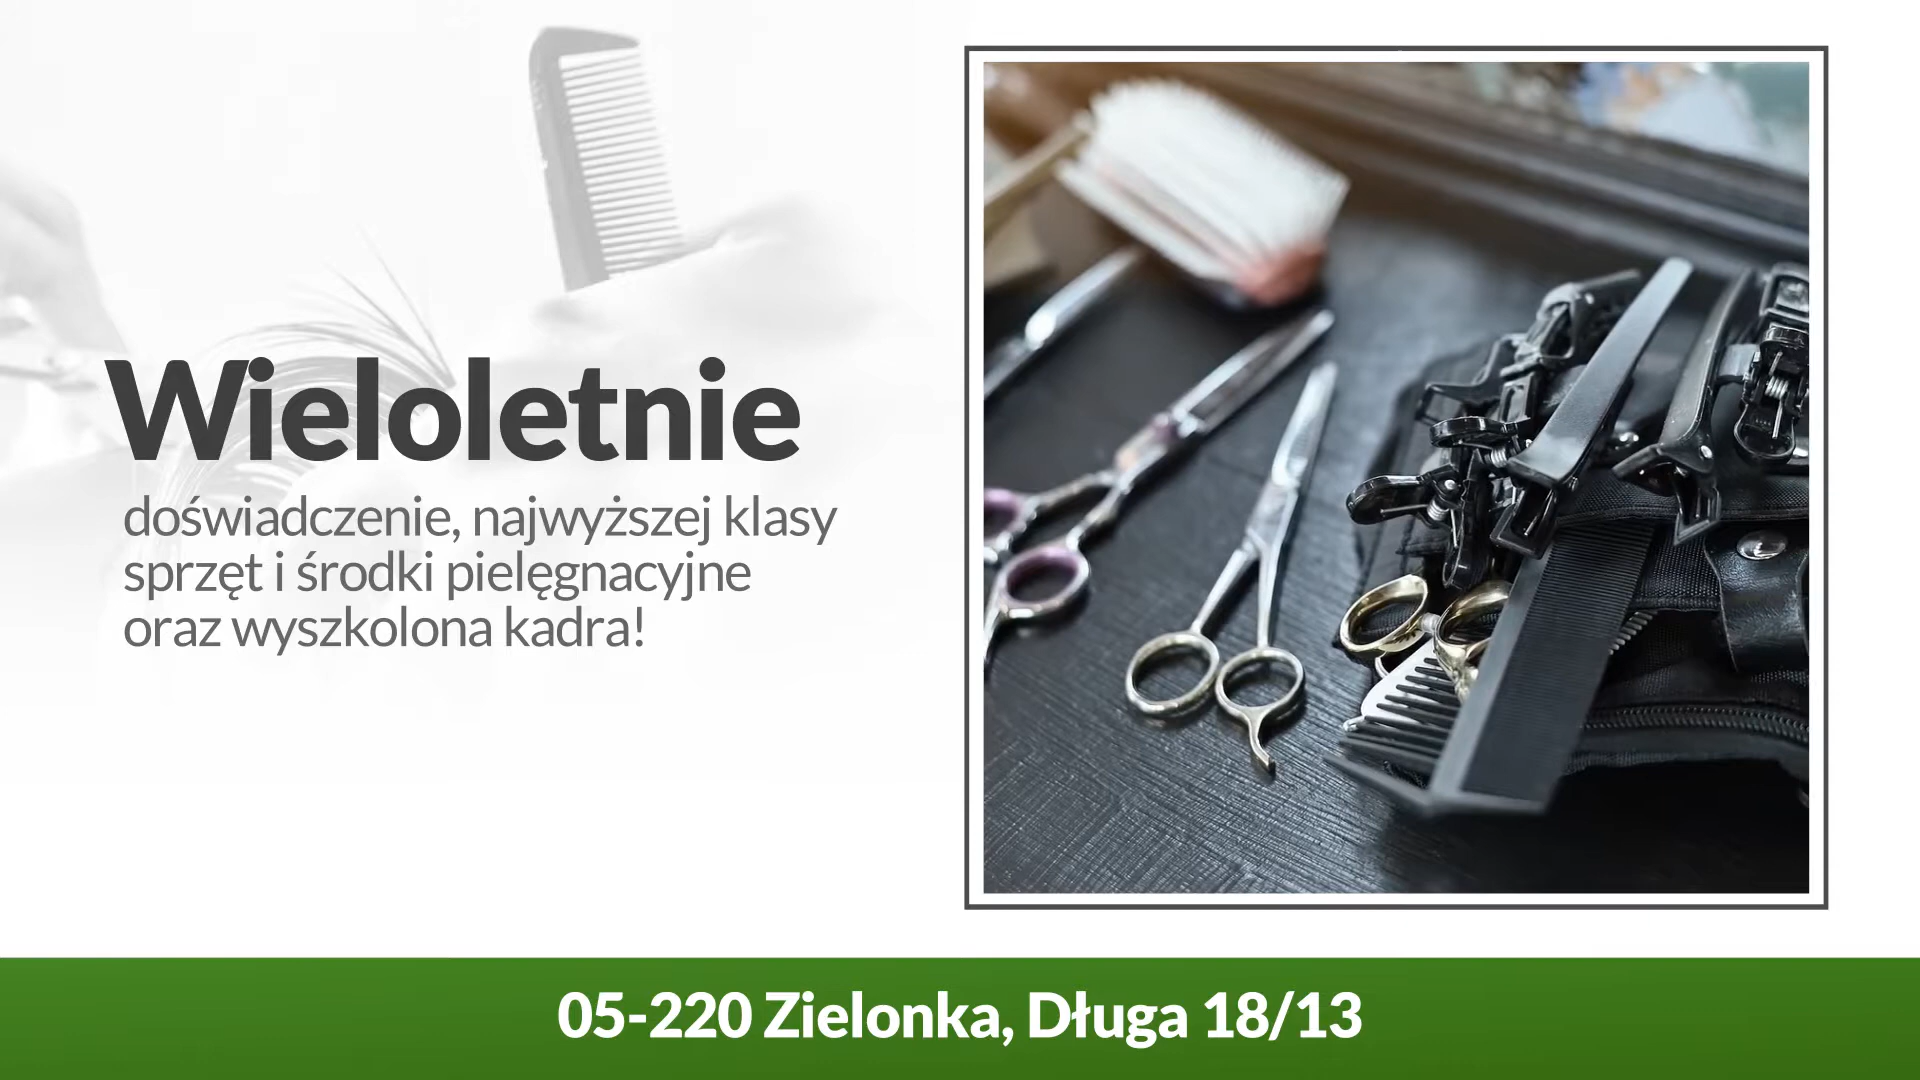 Wieloletnie
doświadczenie, najwyższej klasy
sprzęt i środki pielęgnacyjne
oraz wyszkolona kadra!
05-220 Zielonka, Długa 18/13